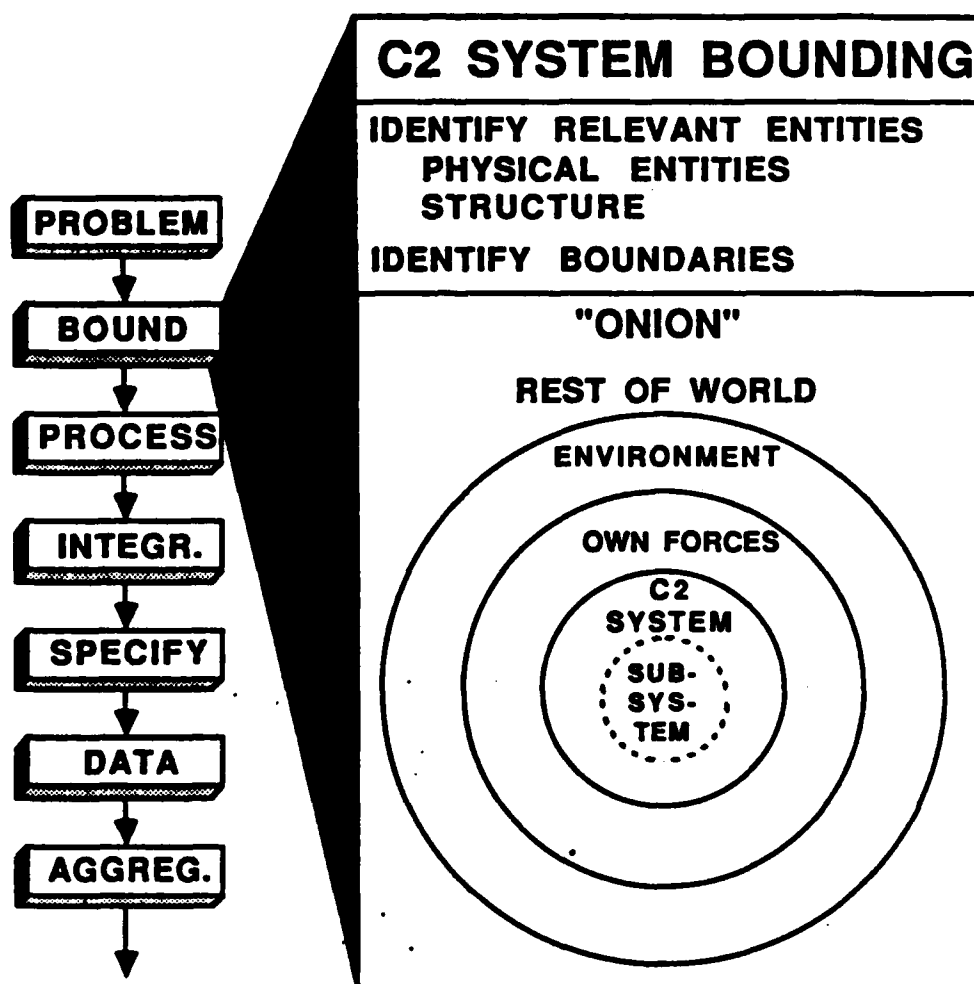 PROBLEM
BOUND
PROCESS
INTEGR.
SPECIFY
DATA
AGGREG.
C2 SYSTEM BOUNDING
IDENTIFY RELEVANT ENTITIES
PHYSICAL ENTITIES
STRUCTURE
IDENTIFY BOUNDARIES
"ONION"
REST OF WORLD
ENVIRONMENT
OWN FORCES
C2
SYSTEM
SUB-
SYS-
TEM